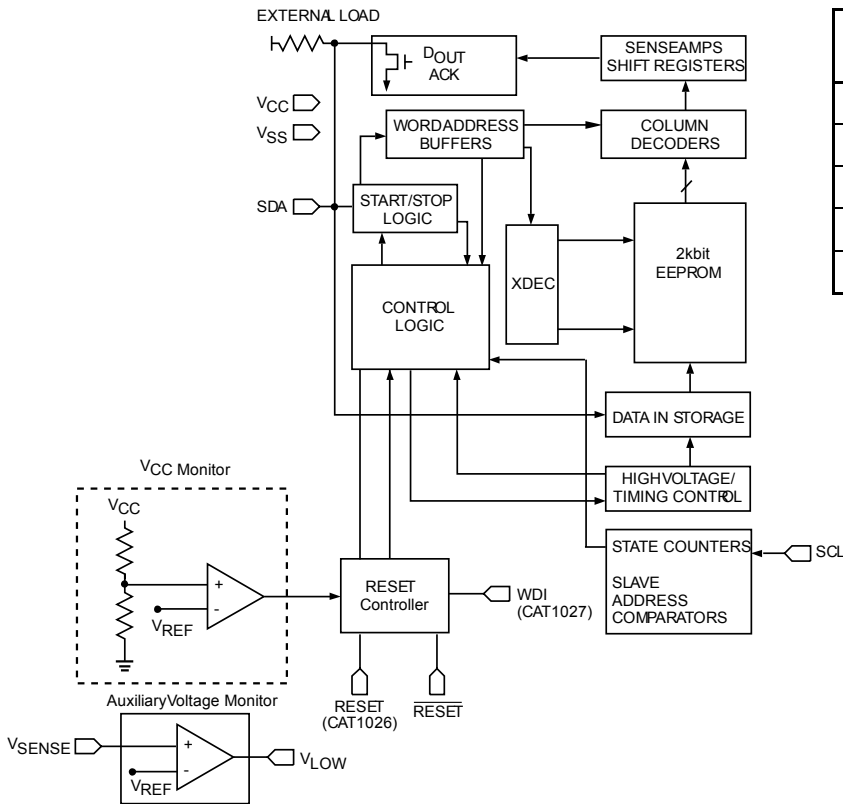 EXTERNAL LOAD
DOUT
ACK
SENSEAMPS
SHIFT REGISTERS
VCC
VSS
WORDADDRESS
BUFFERS
COLUMN
DECODERS
SDA
START/STOP
LOGIC
XDEC
2kbit
EEPROM
CONTROL
LOGIC
DATA IN STORAGE
HIGHVOLTAGE/
TIMING CONTROL
STATE COUNTERS
SCL
SLAVE
ADDRESS
COMPARATORS
VCC Monitor
VCC
+
-
VREF
RESET
Controller
WDI
(CAT1027)
RESET
(CAT1026)
RESET
AuxiliaryVoltage Monitor
VSENSE
+
-
VREF
VLOW